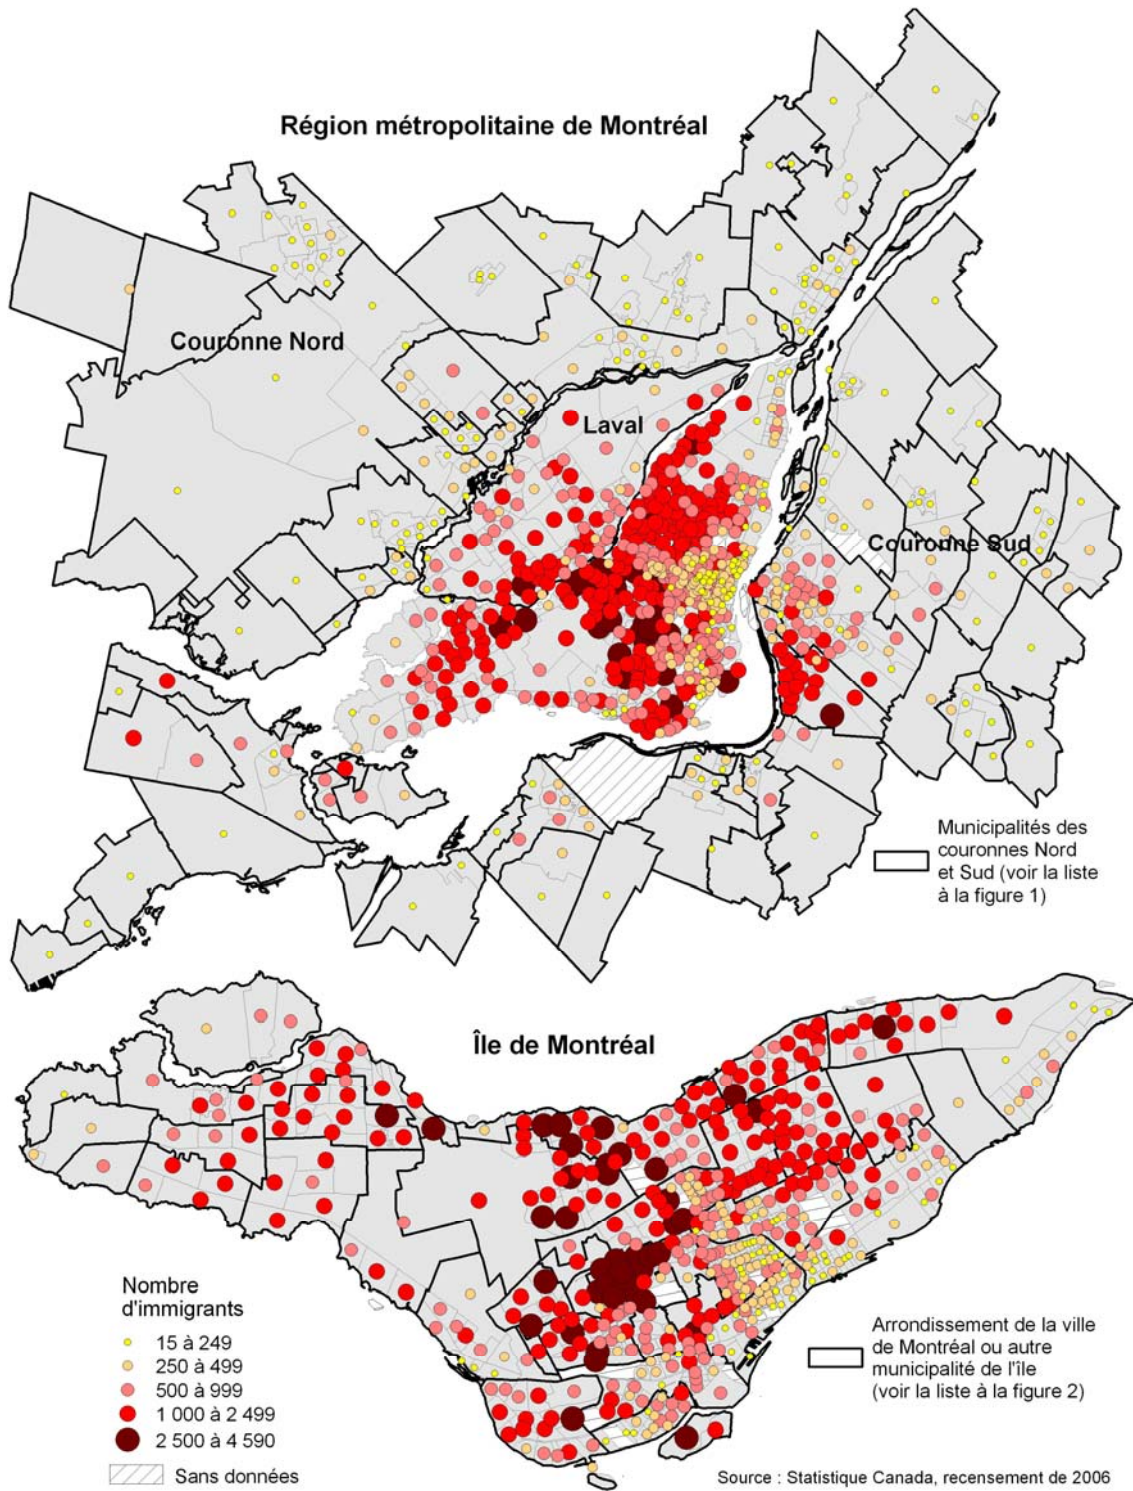 Région métropolitaine de Montréal
Couronne Nord
Laval
Couronne Sud
Municipalités des
couronnes Nord
et Sud (voir la liste
à la figure 1)
Île de Montréal
Nombre
d'immigrants
15 à 249
250 à 499
500 à 999
1 000 à 2 499
2 500 à 4 590
Sans données
Arrondissement de la ville
de Montréal ou autre
municipalité de l'île
(voir la liste à la figure 2)
Source : Statistique Canada, recensement de 2006